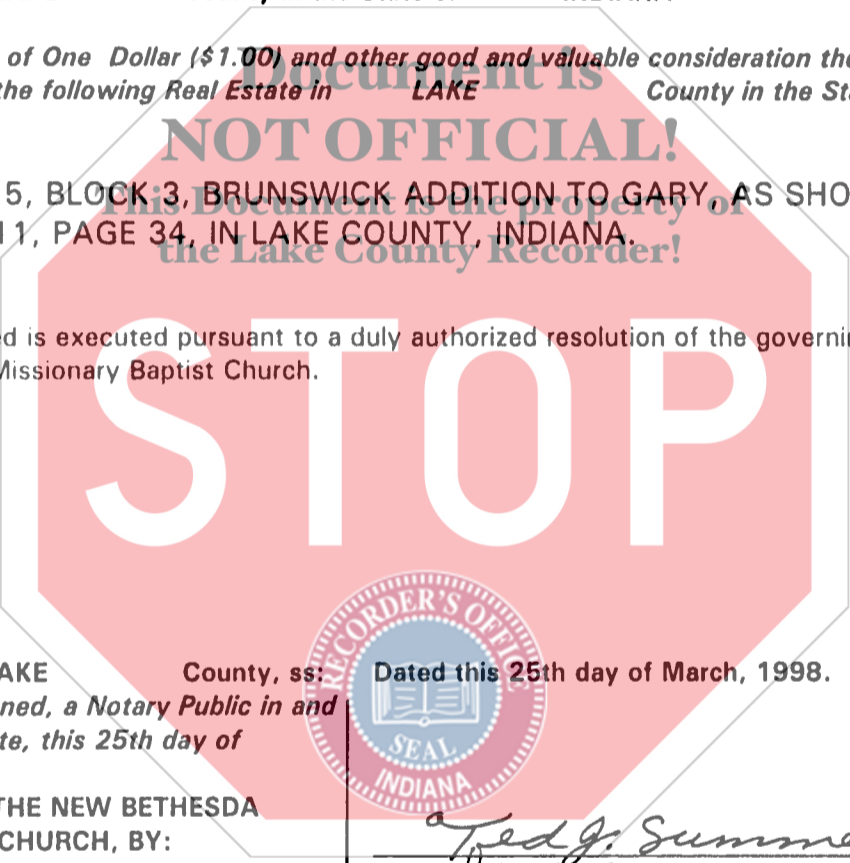 INDIANA
of One Dollar ($1.00) and other good and valuable consideration the
the following Real Estate in LAKE County in the St
Document is
NOT OFFICIAL!
This Document is the property of
the Lake County Recorder!
5, BLOCK 3, BRUNSWICK ADDITION TO GARY, AS SHO
11, PAGE 34, IN LAKE COUNTY, INDIANA.
ed is executed pursuant to a duly authorized resolution of the governi
Missionary Baptist Church.
STOP
RECORDER'S OFFICE
SEAL
INDIANA
AKE County, ss: Dated this 25th day of March, 1998.
ned, a Notary Public in and
te, this 25th day of
THE NEW BETHESDA
CHURCH, BY:
Ted J. Summe